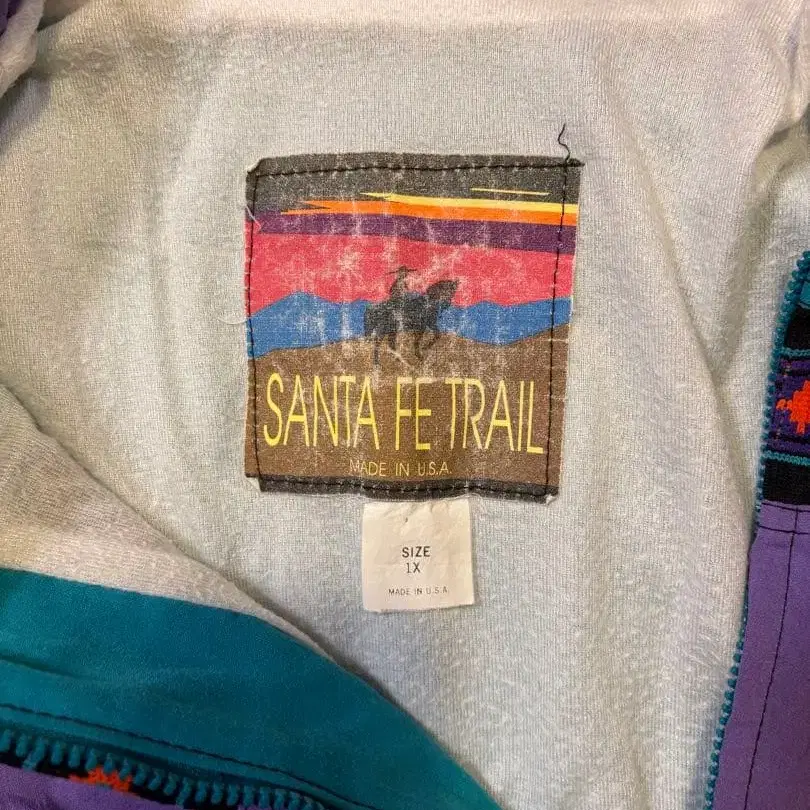 SANTA FE TRAIL
MADE IN U.S.A.
SIZE
1X
MADE IN U.S.A.